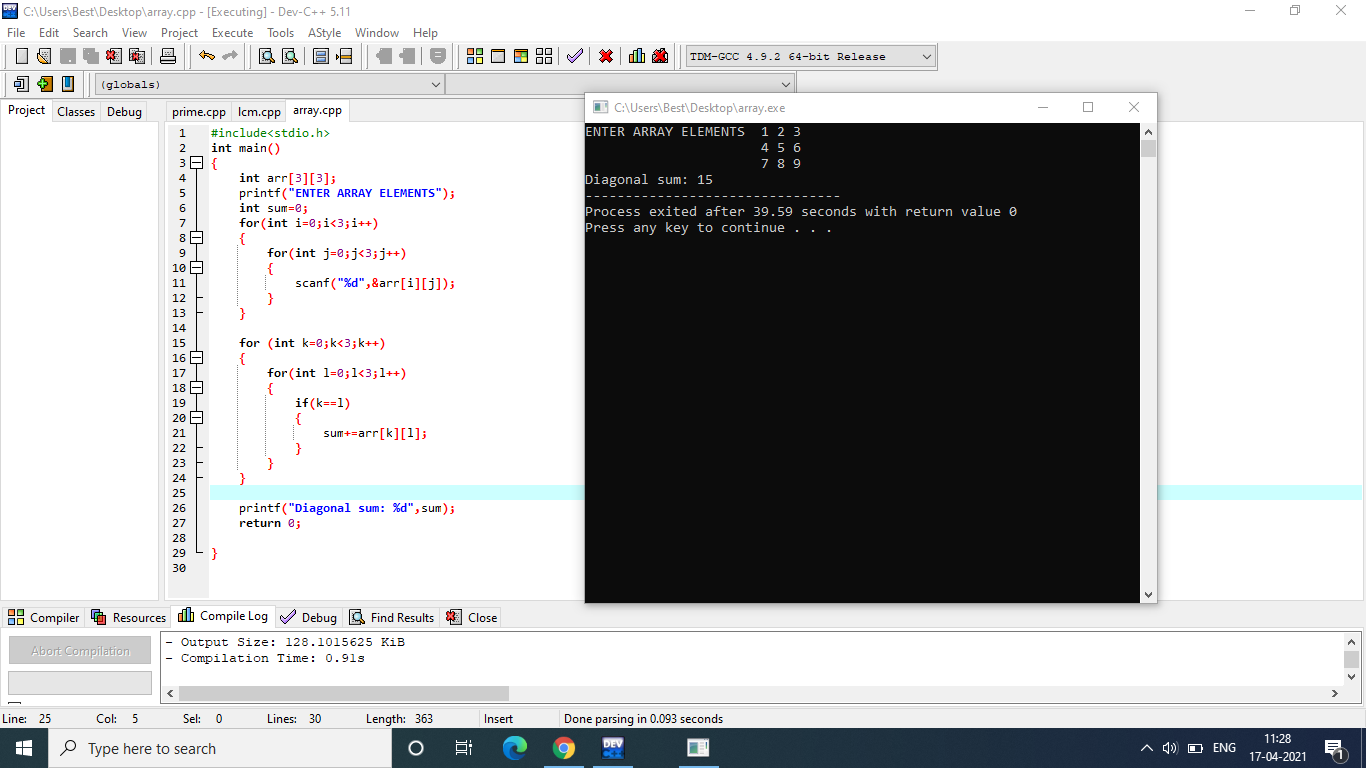 C:\Users\Best\Desktop\array.cpp - [Executing] - Dev-C++ 5.11
File Edit Search View Project Execute Tools AStyle Window Help
TDM-GCC 4.9.2 64-bit Release
(globals)
Project Classes Debug
prime.cpp lcm.cpp array.cpp
1 #include<stdio.h>
2 int main()
3 {
4 int arr[3][3];
5 printf("ENTER ARRAY ELEMENTS");
6 int sum=0;
7 for(int i=0;i<3;i++)
8 {
9 for(int j=0;j<3;j++)
10 {
11 scanf("%d",&arr[i][j]);
12 }
13 }
14
15 for (int k=0;k<3;k++)
16 {
17 for(int l=0;l<3;l++)
18 {
19 if(k==l)
20 {
21 sum+=arr[k][l];
22 }
23 }
24 }
25
26 printf("Diagonal sum: %d",sum);
27 return 0;
28
29 }
30
C:\Users\Best\Desktop\array.exe
ENTER ARRAY ELEMENTS 1 2 3
4 5 6
7 8 9
Diagonal sum: 15
--------------------------------
Process exited after 39.59 seconds with return value 0
Press any key to continue . . .
Compiler Resources Compile Log Debug Find Results Close
Abort Compilation
- Output Size: 128.1015625 KiB
- Compilation Time: 0.91s
Line: 25 Col: 5 Sel: 0 Lines: 30 Length: 363 Insert Done parsing in 0.093 seconds
Type here to search
DEV C++
ENG
11:28
17-04-2021
1